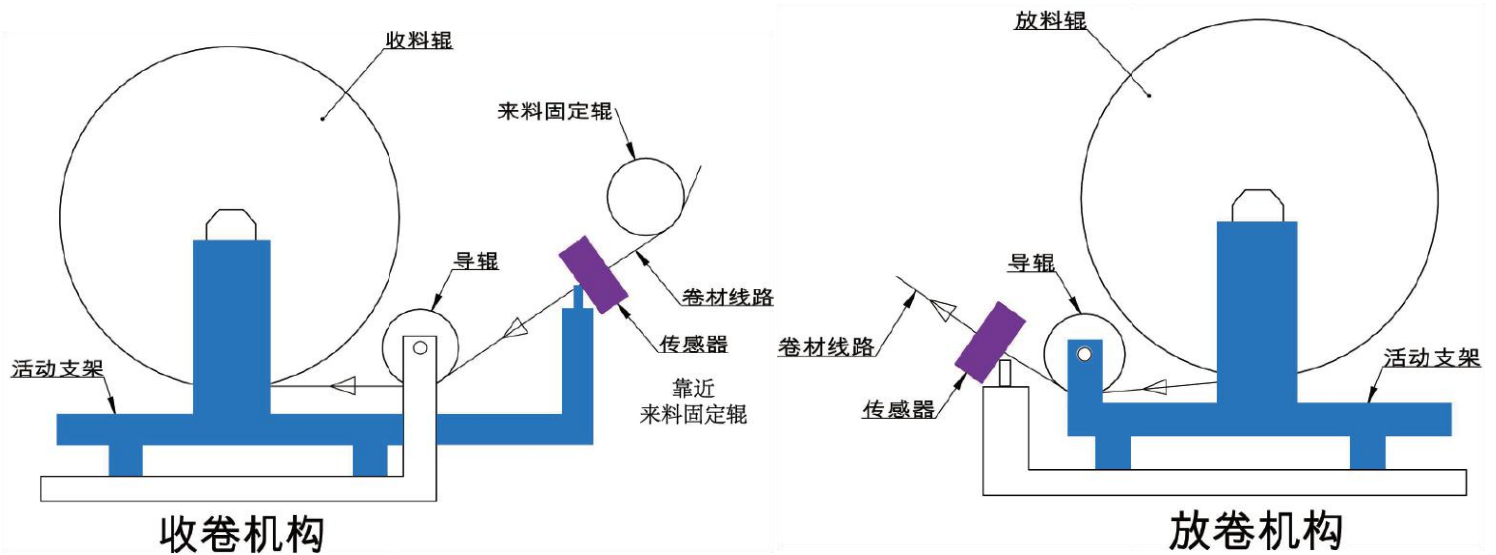 收料辊
来料固定辊
导辊
卷材线路
传感器
靠近
来料固定辊
活动支架
收卷机构
放料辊
导辊
卷材线路
传感器
活动支架
放卷机构